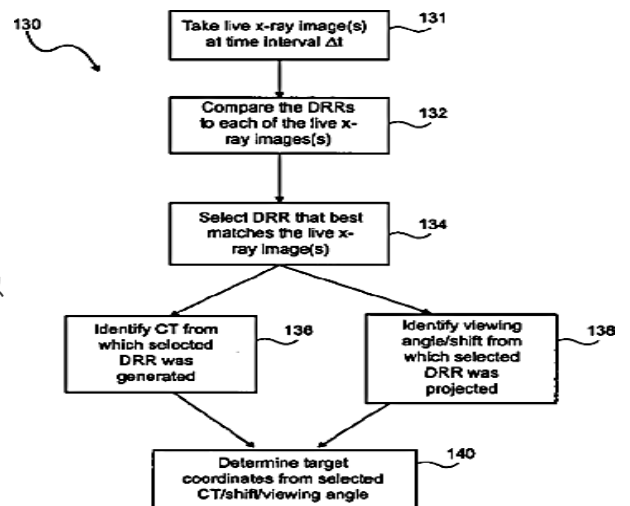 130
Take live x-ray image(s)
at time interval Δt
131
Compare the DRRs
to each of the live x-
ray images(s)
132
Select DRR that best
matches the live x-
ray image(s)
134
Identify CT from
which selected
DRR was
generated
136
Identify viewing
angle/shift from
which selected
DRR was
projected
138
Determine target
coordinates from selected
CT/shift/viewing angle
140